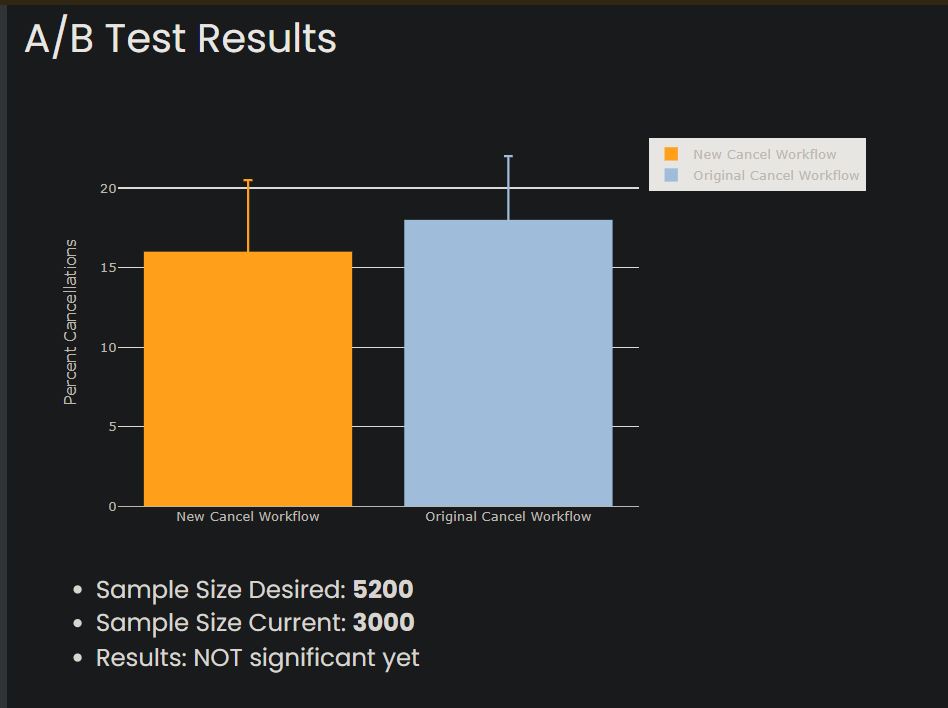 A/B Test Results
New Cancel Workflow
Original Cancel Workflow
20
15
10
5
0
Percent Cancellations
New Cancel Workflow
Original Cancel Workflow
• Sample Size Desired: 5200
• Sample Size Current: 3000
• Results: NOT significant yet